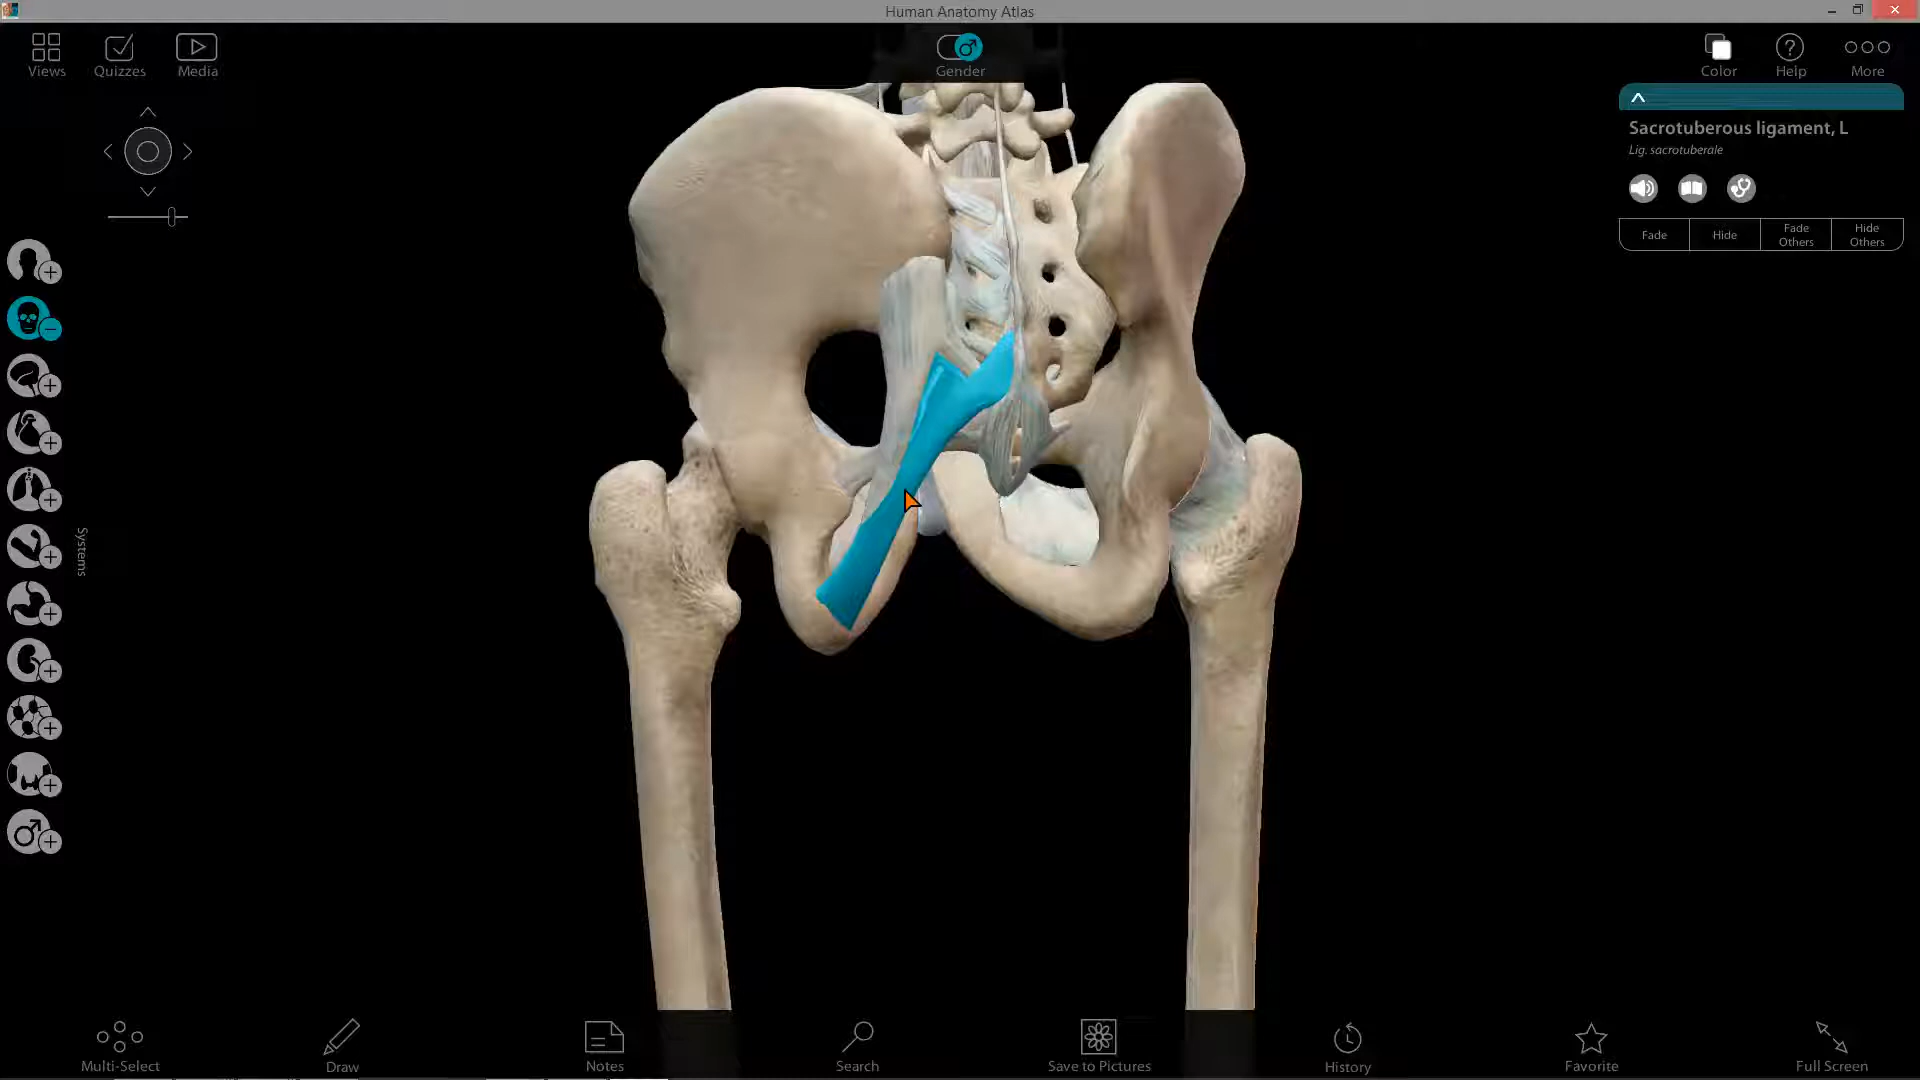 Human Anatomy Atlas
Views
Quizzes
Media
Gender
Color
Help
More
Sacrotuberous ligament, L
Lig. sacrotuberale
Fade
Hide
Fade
Others
Hide
Others
Systems
Multi-Select
Draw
Notes
Search
Save to Pictures
History
Favorite
Full Screen